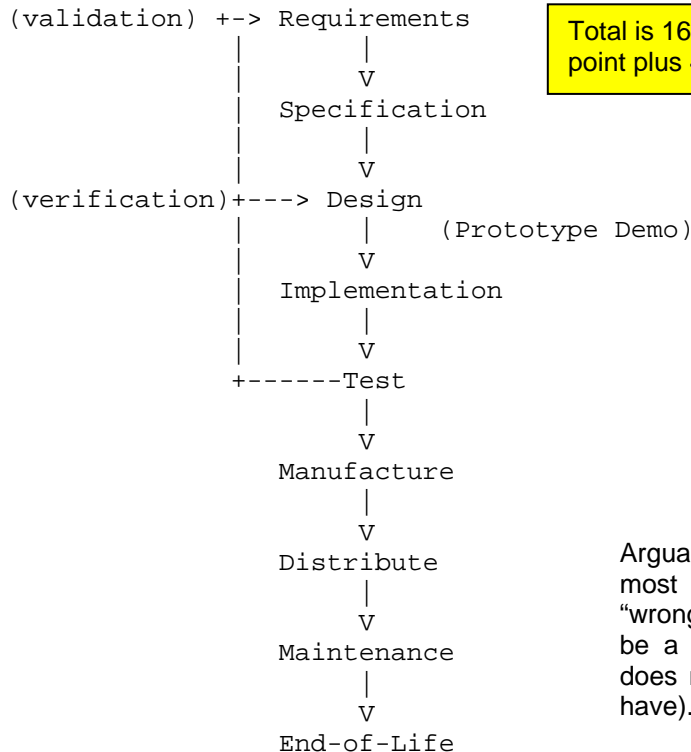 (validation) +-> Requirements
Total is 16
point plus
| |
| V
| Specification
| |
| V
(verification)+---> Design
| | (Prototype Demo)
| V
| Implementation
| |
| V
+------Test
|
V
Manufacture
|
V
Distribute
|
V
Maintenance
|
V
End-of-Life
Argua
most
“wrong
be a
does
have).